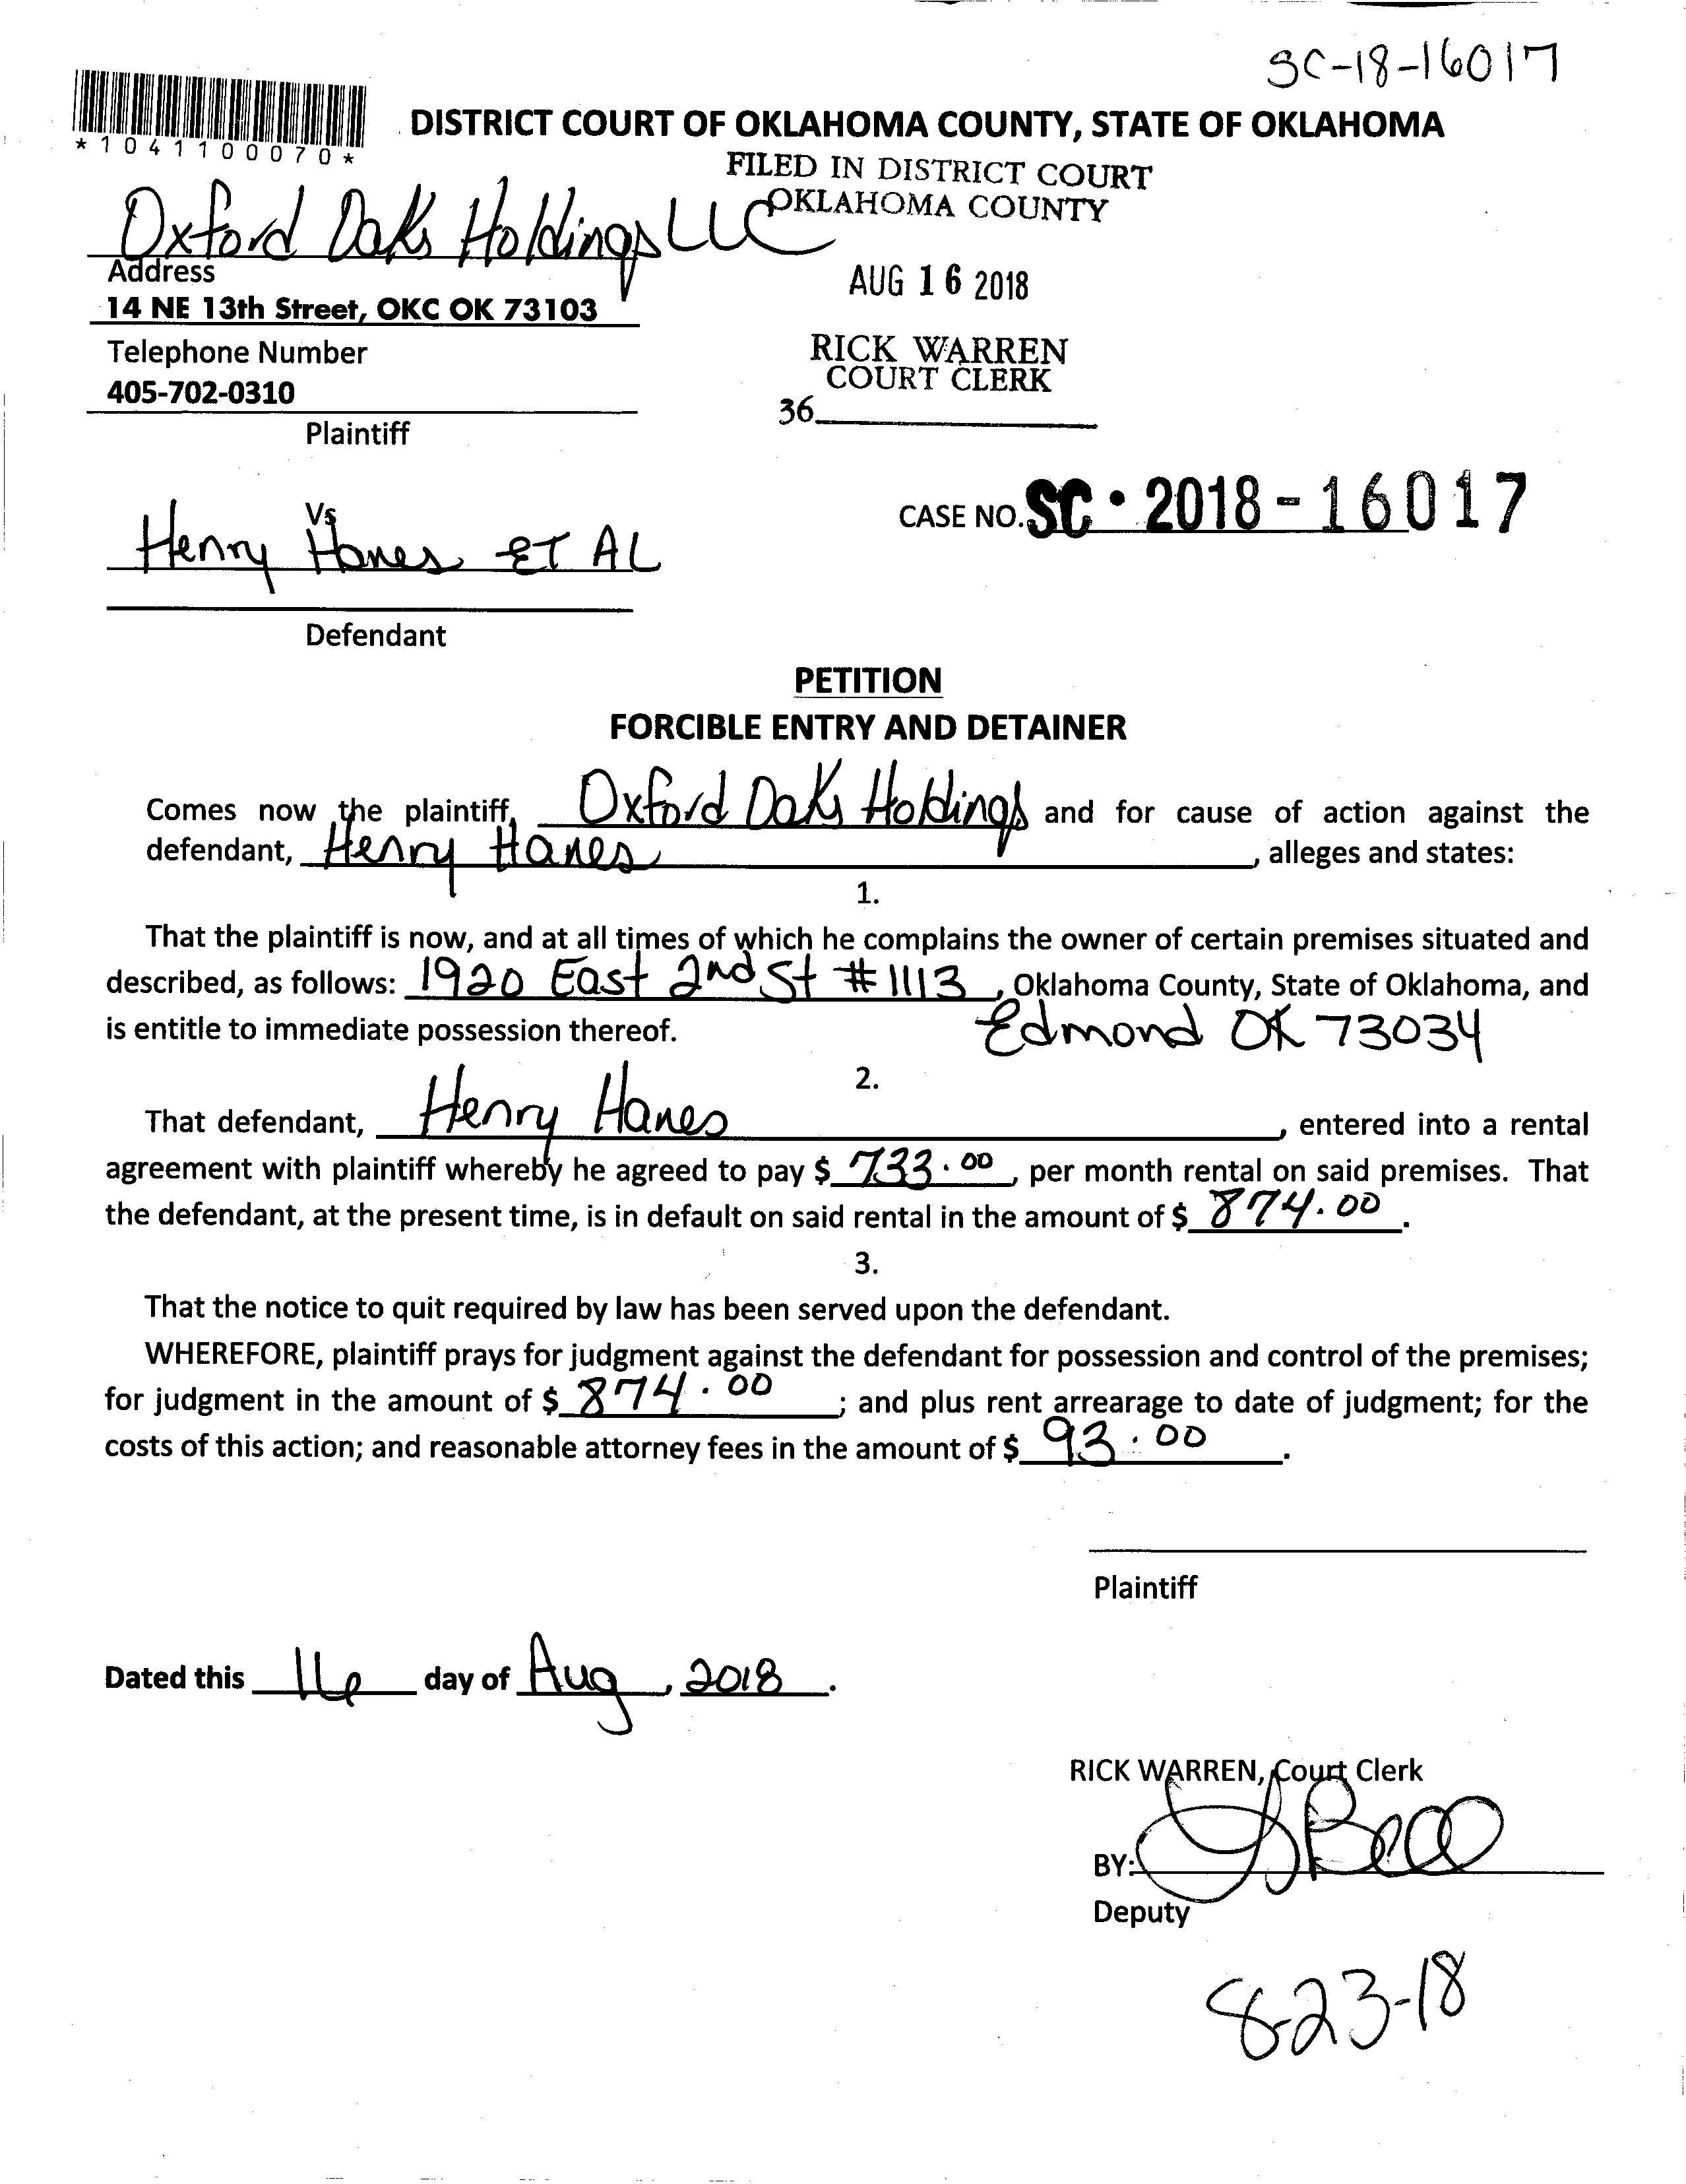 SC-18-16017
*1041100070*
DISTRICT COURT OF OKLAHOMA COUNTY, STATE OF OKLAHOMA
FILED IN DISTRICT COURT
OKLAHOMA COUNTY
Oxford Oaks Holdings LLC
Address
14 NE 13th Street, OKC OK 73103
AUG 16 2018
Telephone Number
405-702-0310
RICK WARREN
COURT CLERK
36
Plaintiff
Vs
CASE NO. SC • 2018 - 16017
Henry Hanes ET AL
Defendant
PETITION
FORCIBLE ENTRY AND DETAINER
Comes now the plaintiff, Oxford Oaks Holdings and for cause of action against the
defendant, Henry Hanes, alleges and states:
1.
That the plaintiff is now, and at all times of which he complains the owner of certain premises situated and
described, as follows: 1920 East 2nd St #1113, Oklahoma County, State of Oklahoma, and
is entitle to immediate possession thereof. Edmond OK 73034
2.
That defendant, Henry Hanes, entered into a rental
agreement with plaintiff whereby he agreed to pay $ 733.00, per month rental on said premises. That
the defendant, at the present time, is in default on said rental in the amount of $ 874.00.
3.
That the notice to quit required by law has been served upon the defendant.
WHEREFORE, plaintiff prays for judgment against the defendant for possession and control of the premises;
for judgment in the amount of $ 874.00; and plus rent arrearage to date of judgment; for the
costs of this action; and reasonable attorney fees in the amount of $ 93.00.
Plaintiff
Dated this 16 day of Aug, 2018.
RICK WARREN, Court Clerk
BY:
Deputy
8-23-18